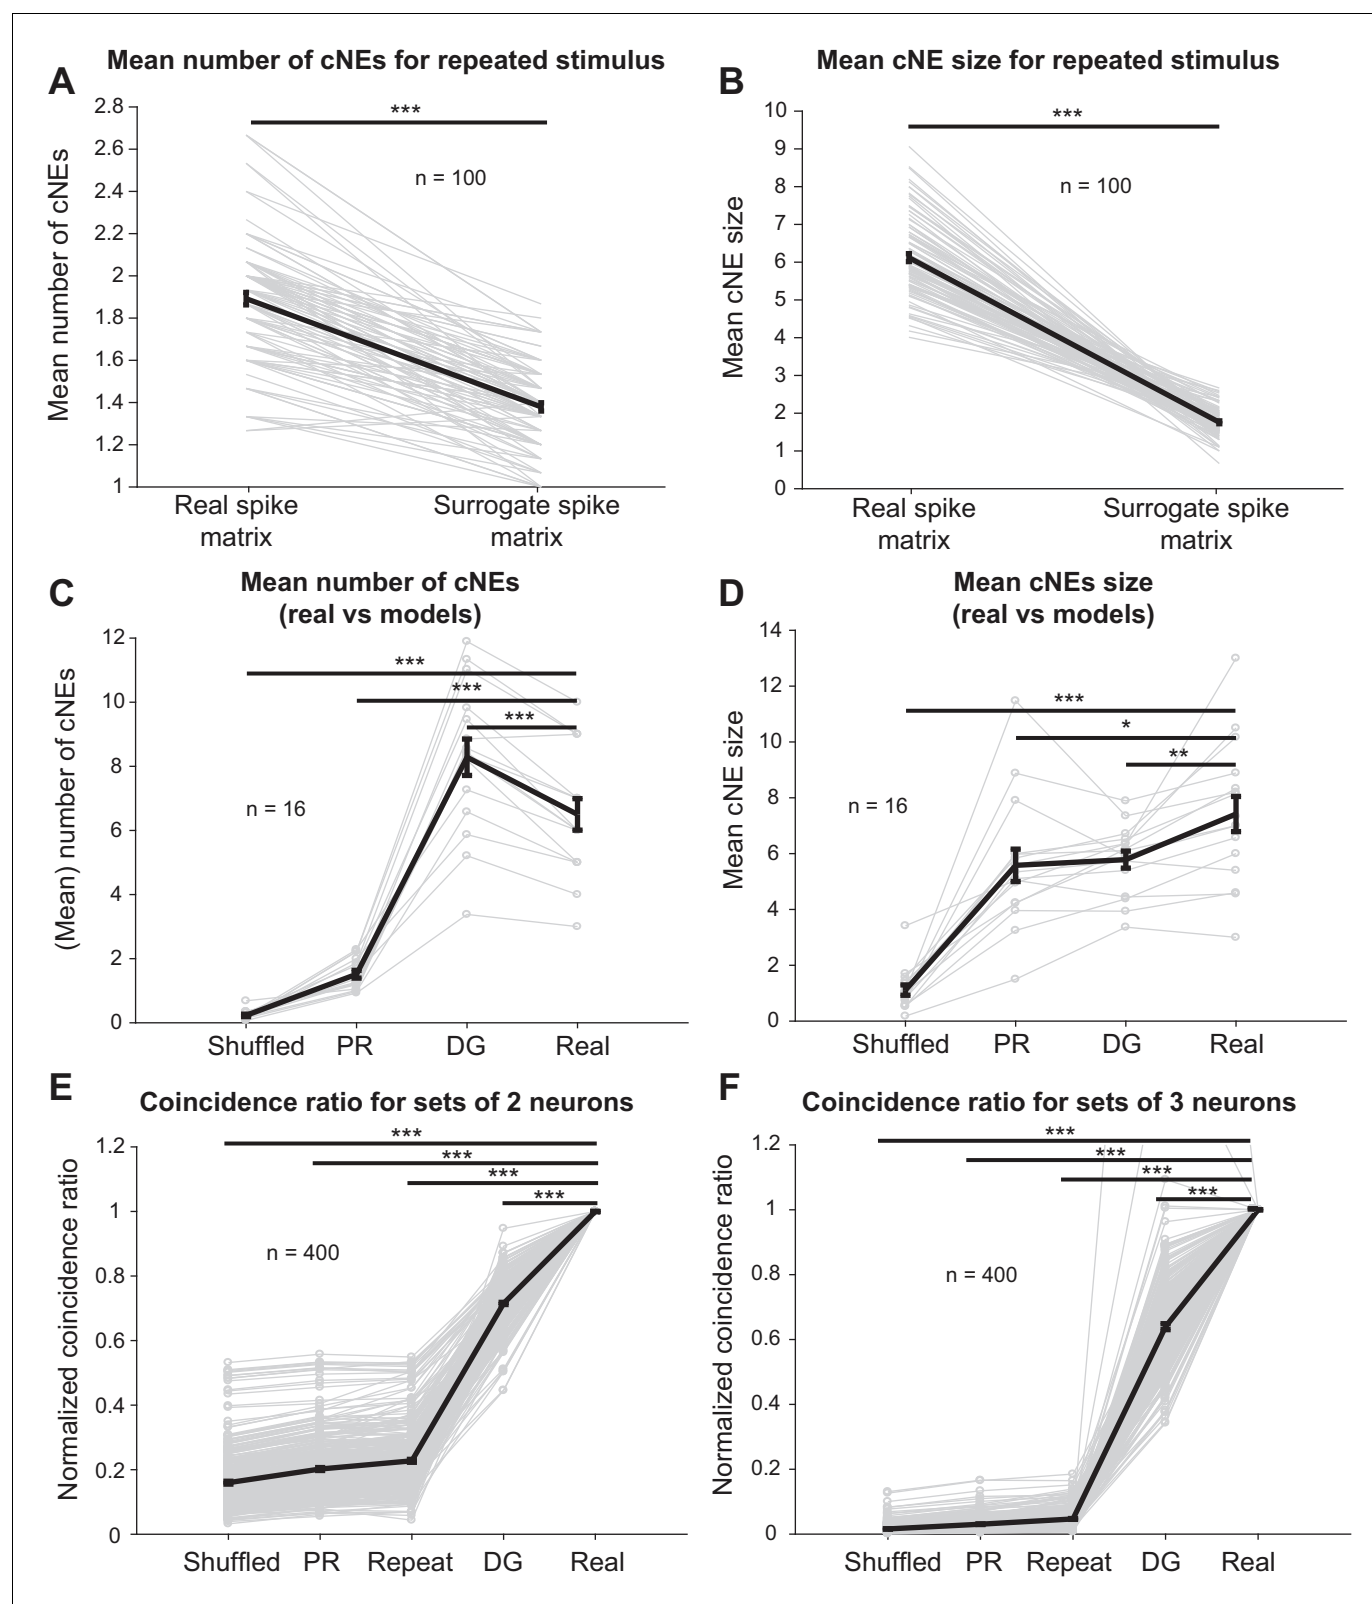 A
Mean number of cNEs for repeated stimulus
Mean number of cNEs
2.8
2.6
2.4
2.2
2
1.8
1.6
1.4
1.2
1
***
n = 100
Real spike
matrix
Surrogate spike
matrix
B
Mean cNE size for repeated stimulus
Mean cNE size
10
9
8
7
6
5
4
3
2
1
0
***
n = 100
Real spike
matrix
Surrogate spike
matrix
C
Mean number of cNEs
(real vs models)
(Mean) number of cNEs
12
10
8
6
4
2
0
***
***
***
n = 16
Shuffled PR DG Real
D
Mean cNEs size
(real vs models)
Mean cNE size
14
12
10
8
6
4
2
0
***
*
**
n = 16
Shuffled PR DG Real
E
Coincidence ratio for sets of 2 neurons
Normalized coincidence ratio
1.2
1
0.8
0.6
0.4
0.2
0
***
***
***
***
n = 400
Shuffled PR Repeat DG Real
F
Coincidence ratio for sets of 3 neurons
Normalized coincidence ratio
1.2
1
0.8
0.6
0.4
0.2
0
***
***
***
***
n = 400
Shuffled PR Repeat DG Real